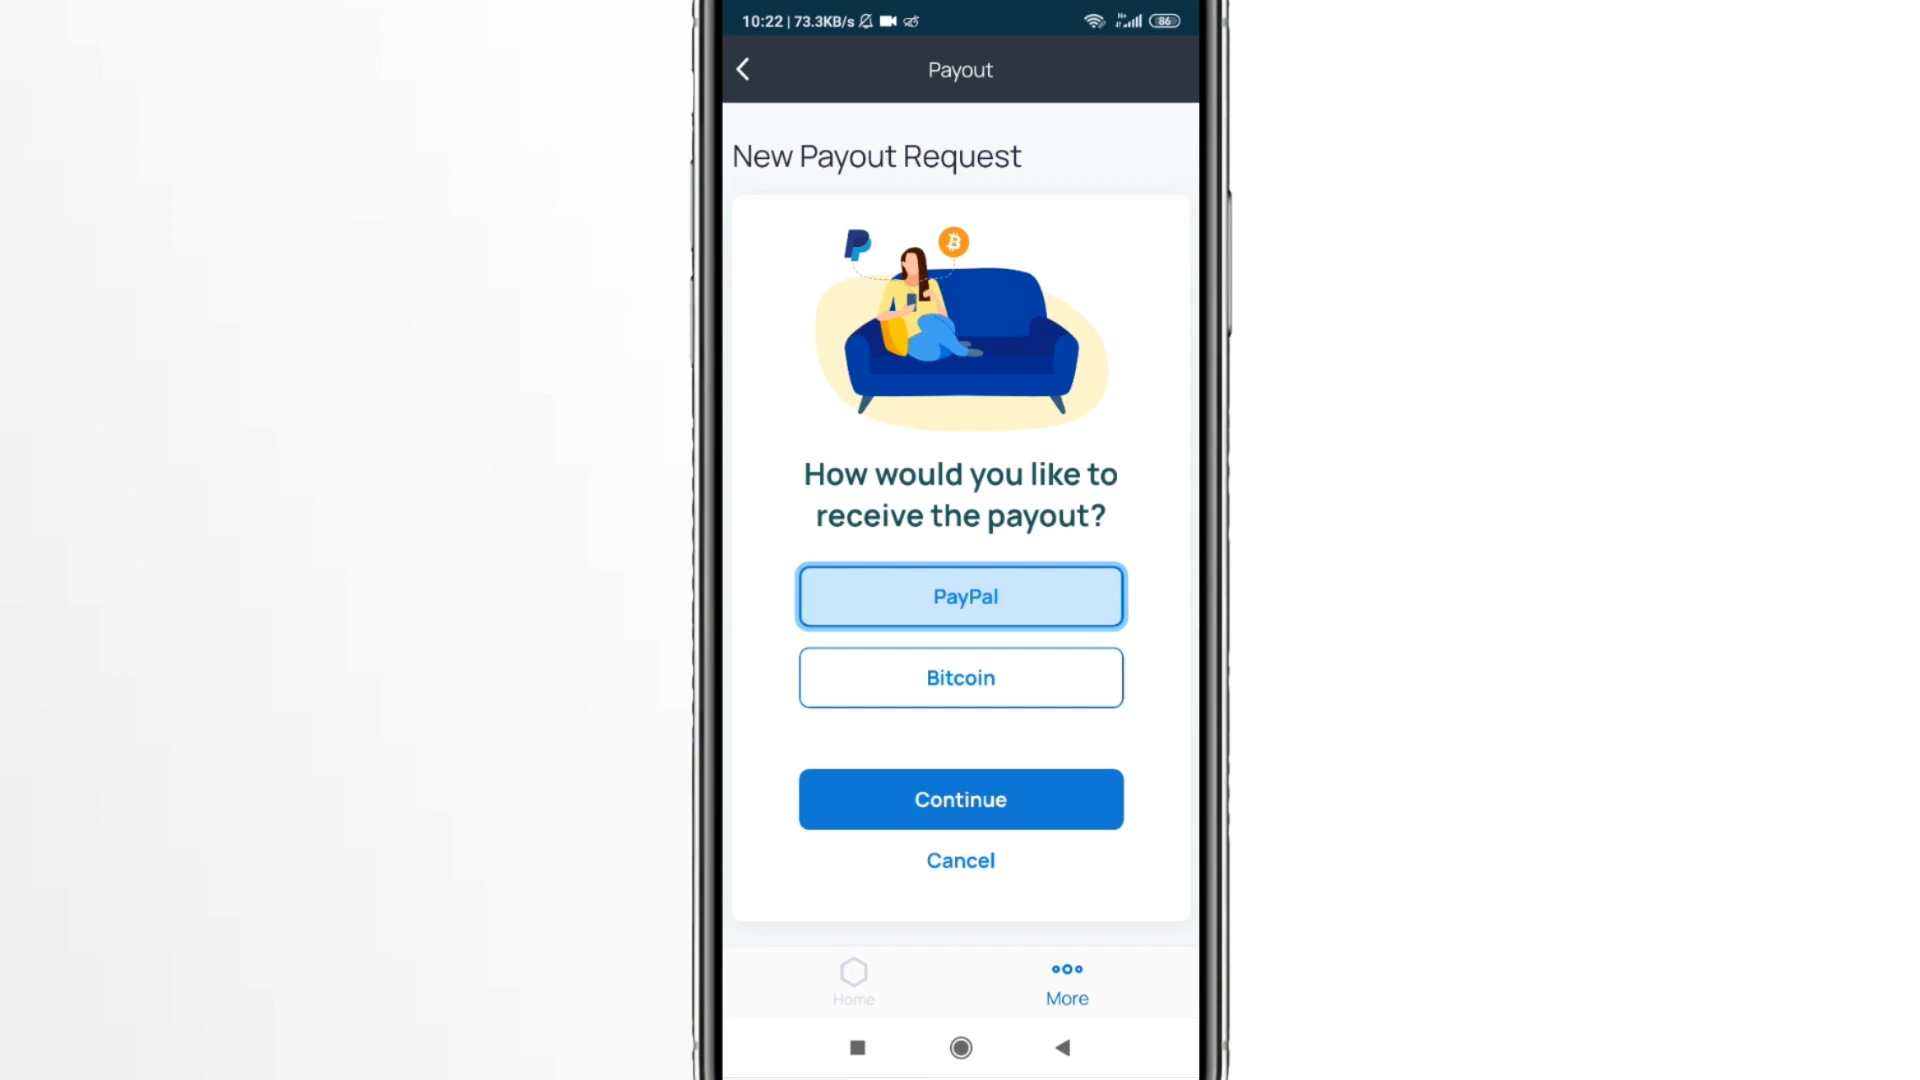 10:22 | 73.3KB/s
86
Payout
New Payout Request
How would you like to
receive the payout?
PayPal
Bitcoin
Continue
Cancel
Home
More